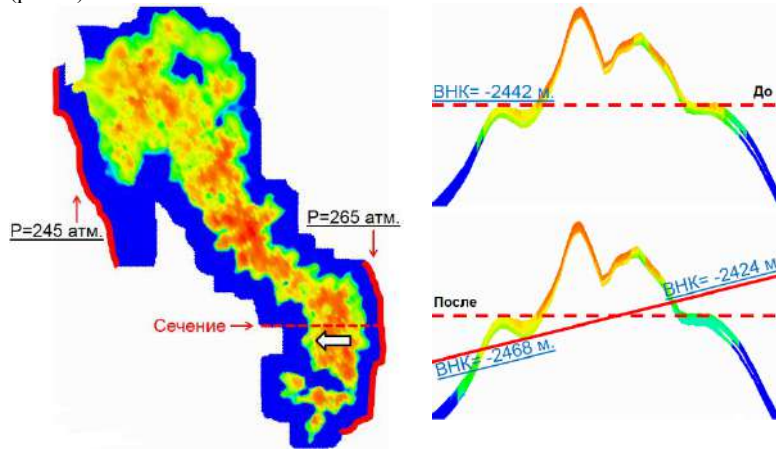 P=245 атм.
P=265 атм.
Сечение
ВНК= -2442 м.
До
После
ВНК= -2424 м.
ВНК= -2468 м.